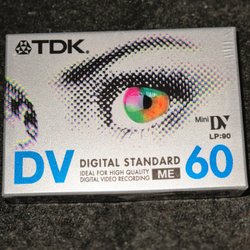 TDK
Mini DV
LP:90
DV DIGITAL STANDARD 60
IDEAL FOR HIGH QUALITY
DIGITAL VIDEO RECORDING ME